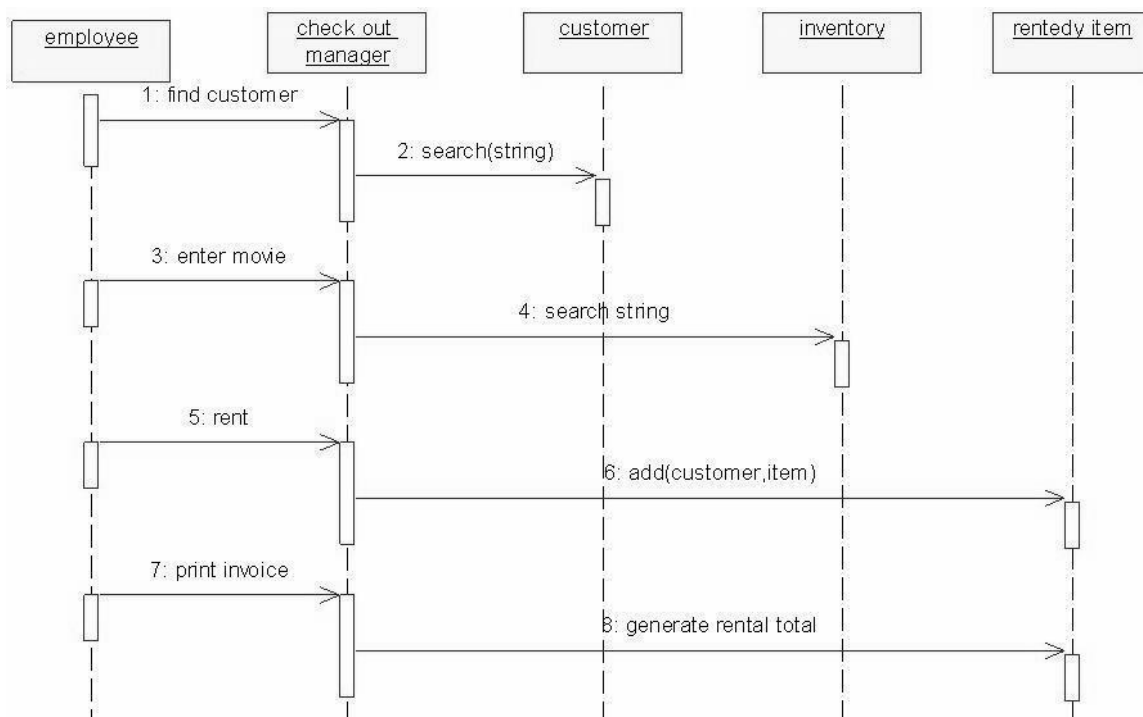 employee
check out
manager
customer
inventory
rentedy item
1: find customer
2: search(string)
3: enter movie
4: search string
5: rent
6: add(customer,item)
7: print invoice
8: generate rental total